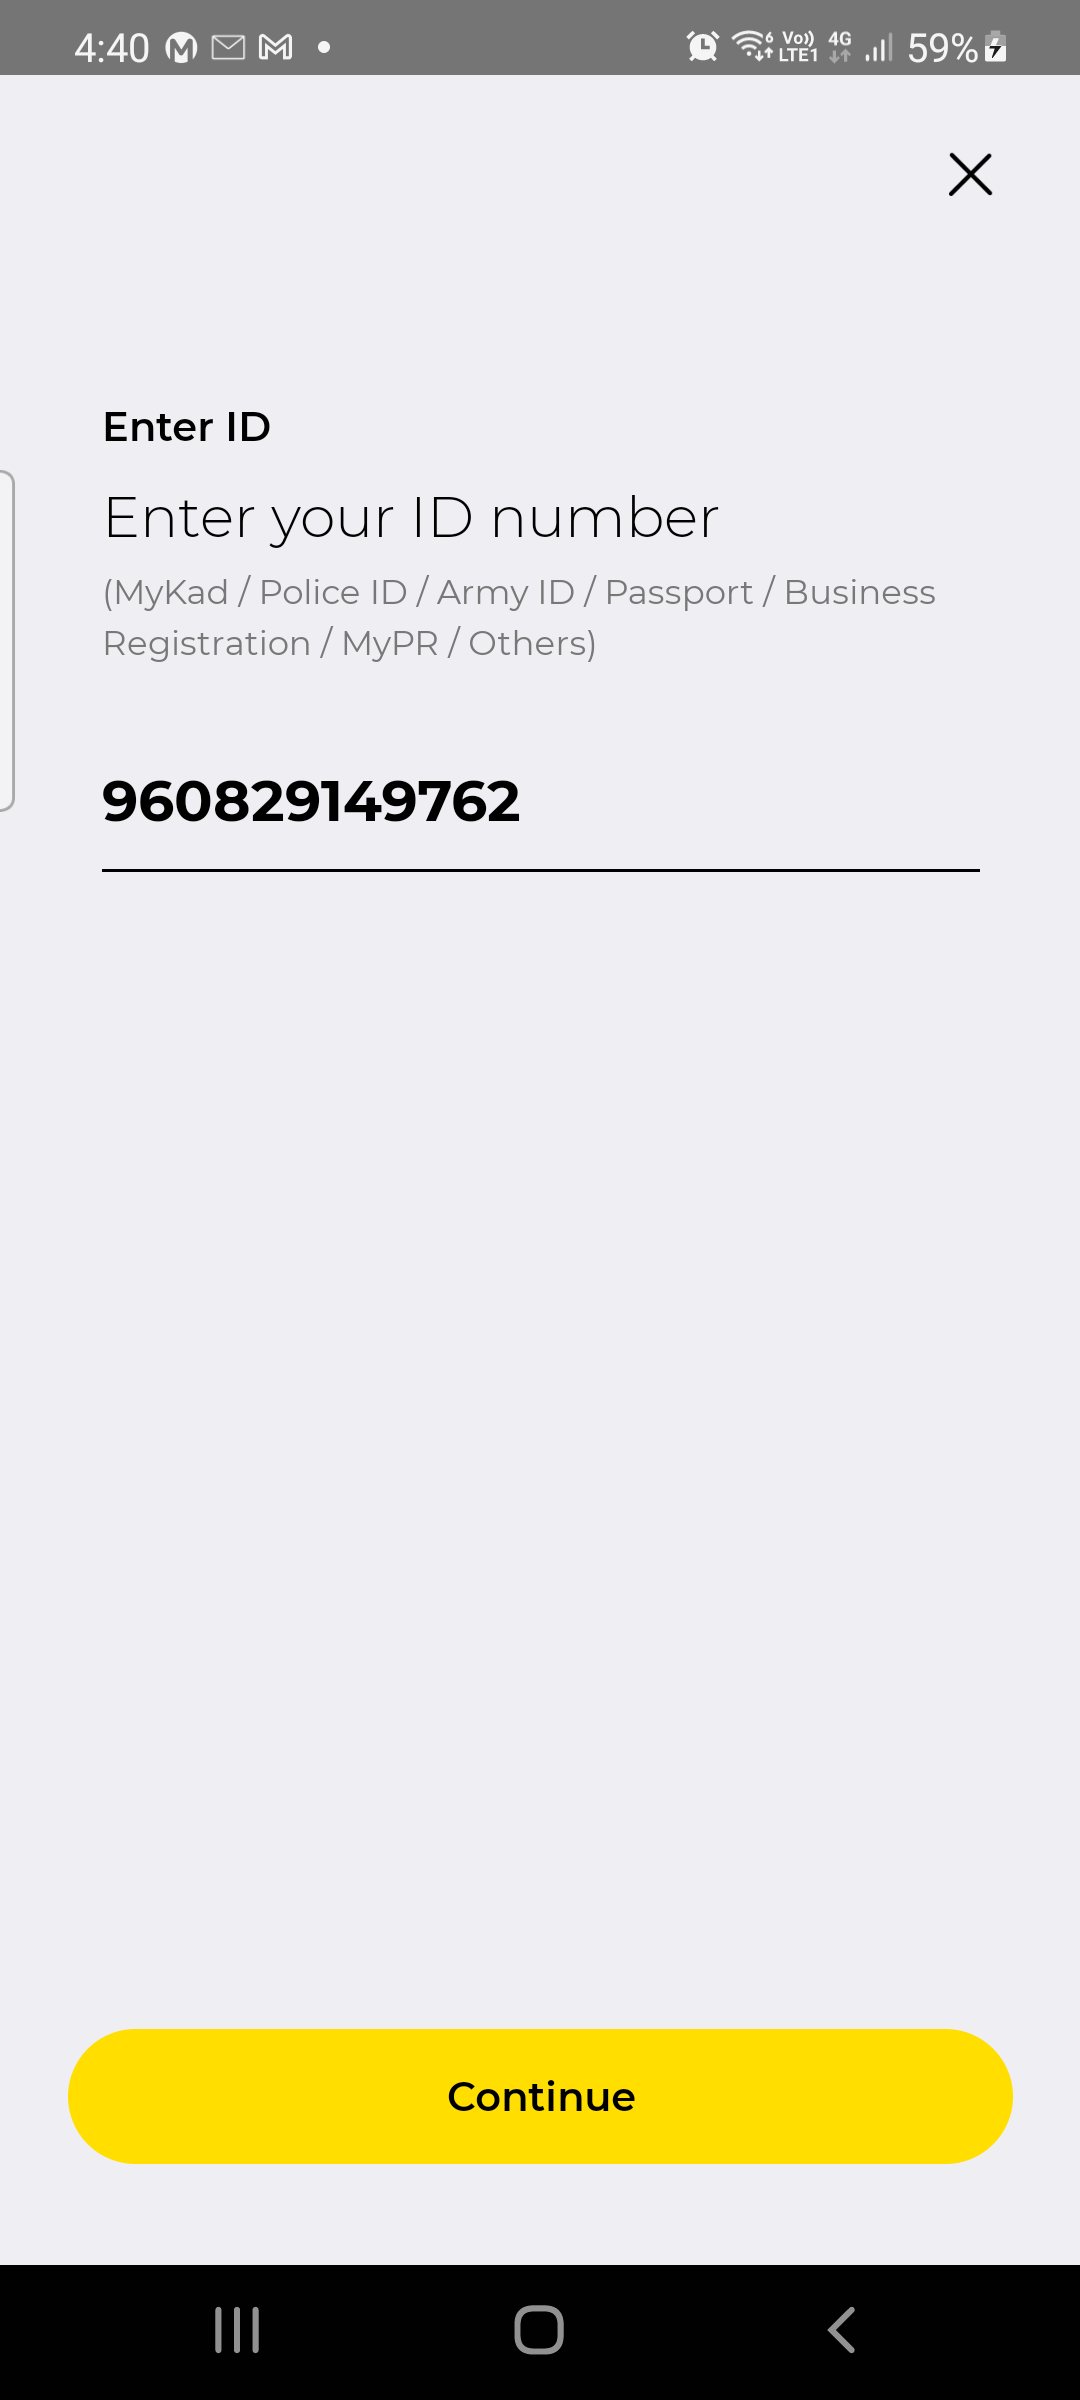 4:40
6 Vo)) LTE1 4G 59%
Enter ID
Enter your ID number
(MyKad / Police ID / Army ID / Passport / Business
Registration / MyPR / Others)
960829149762
Continue